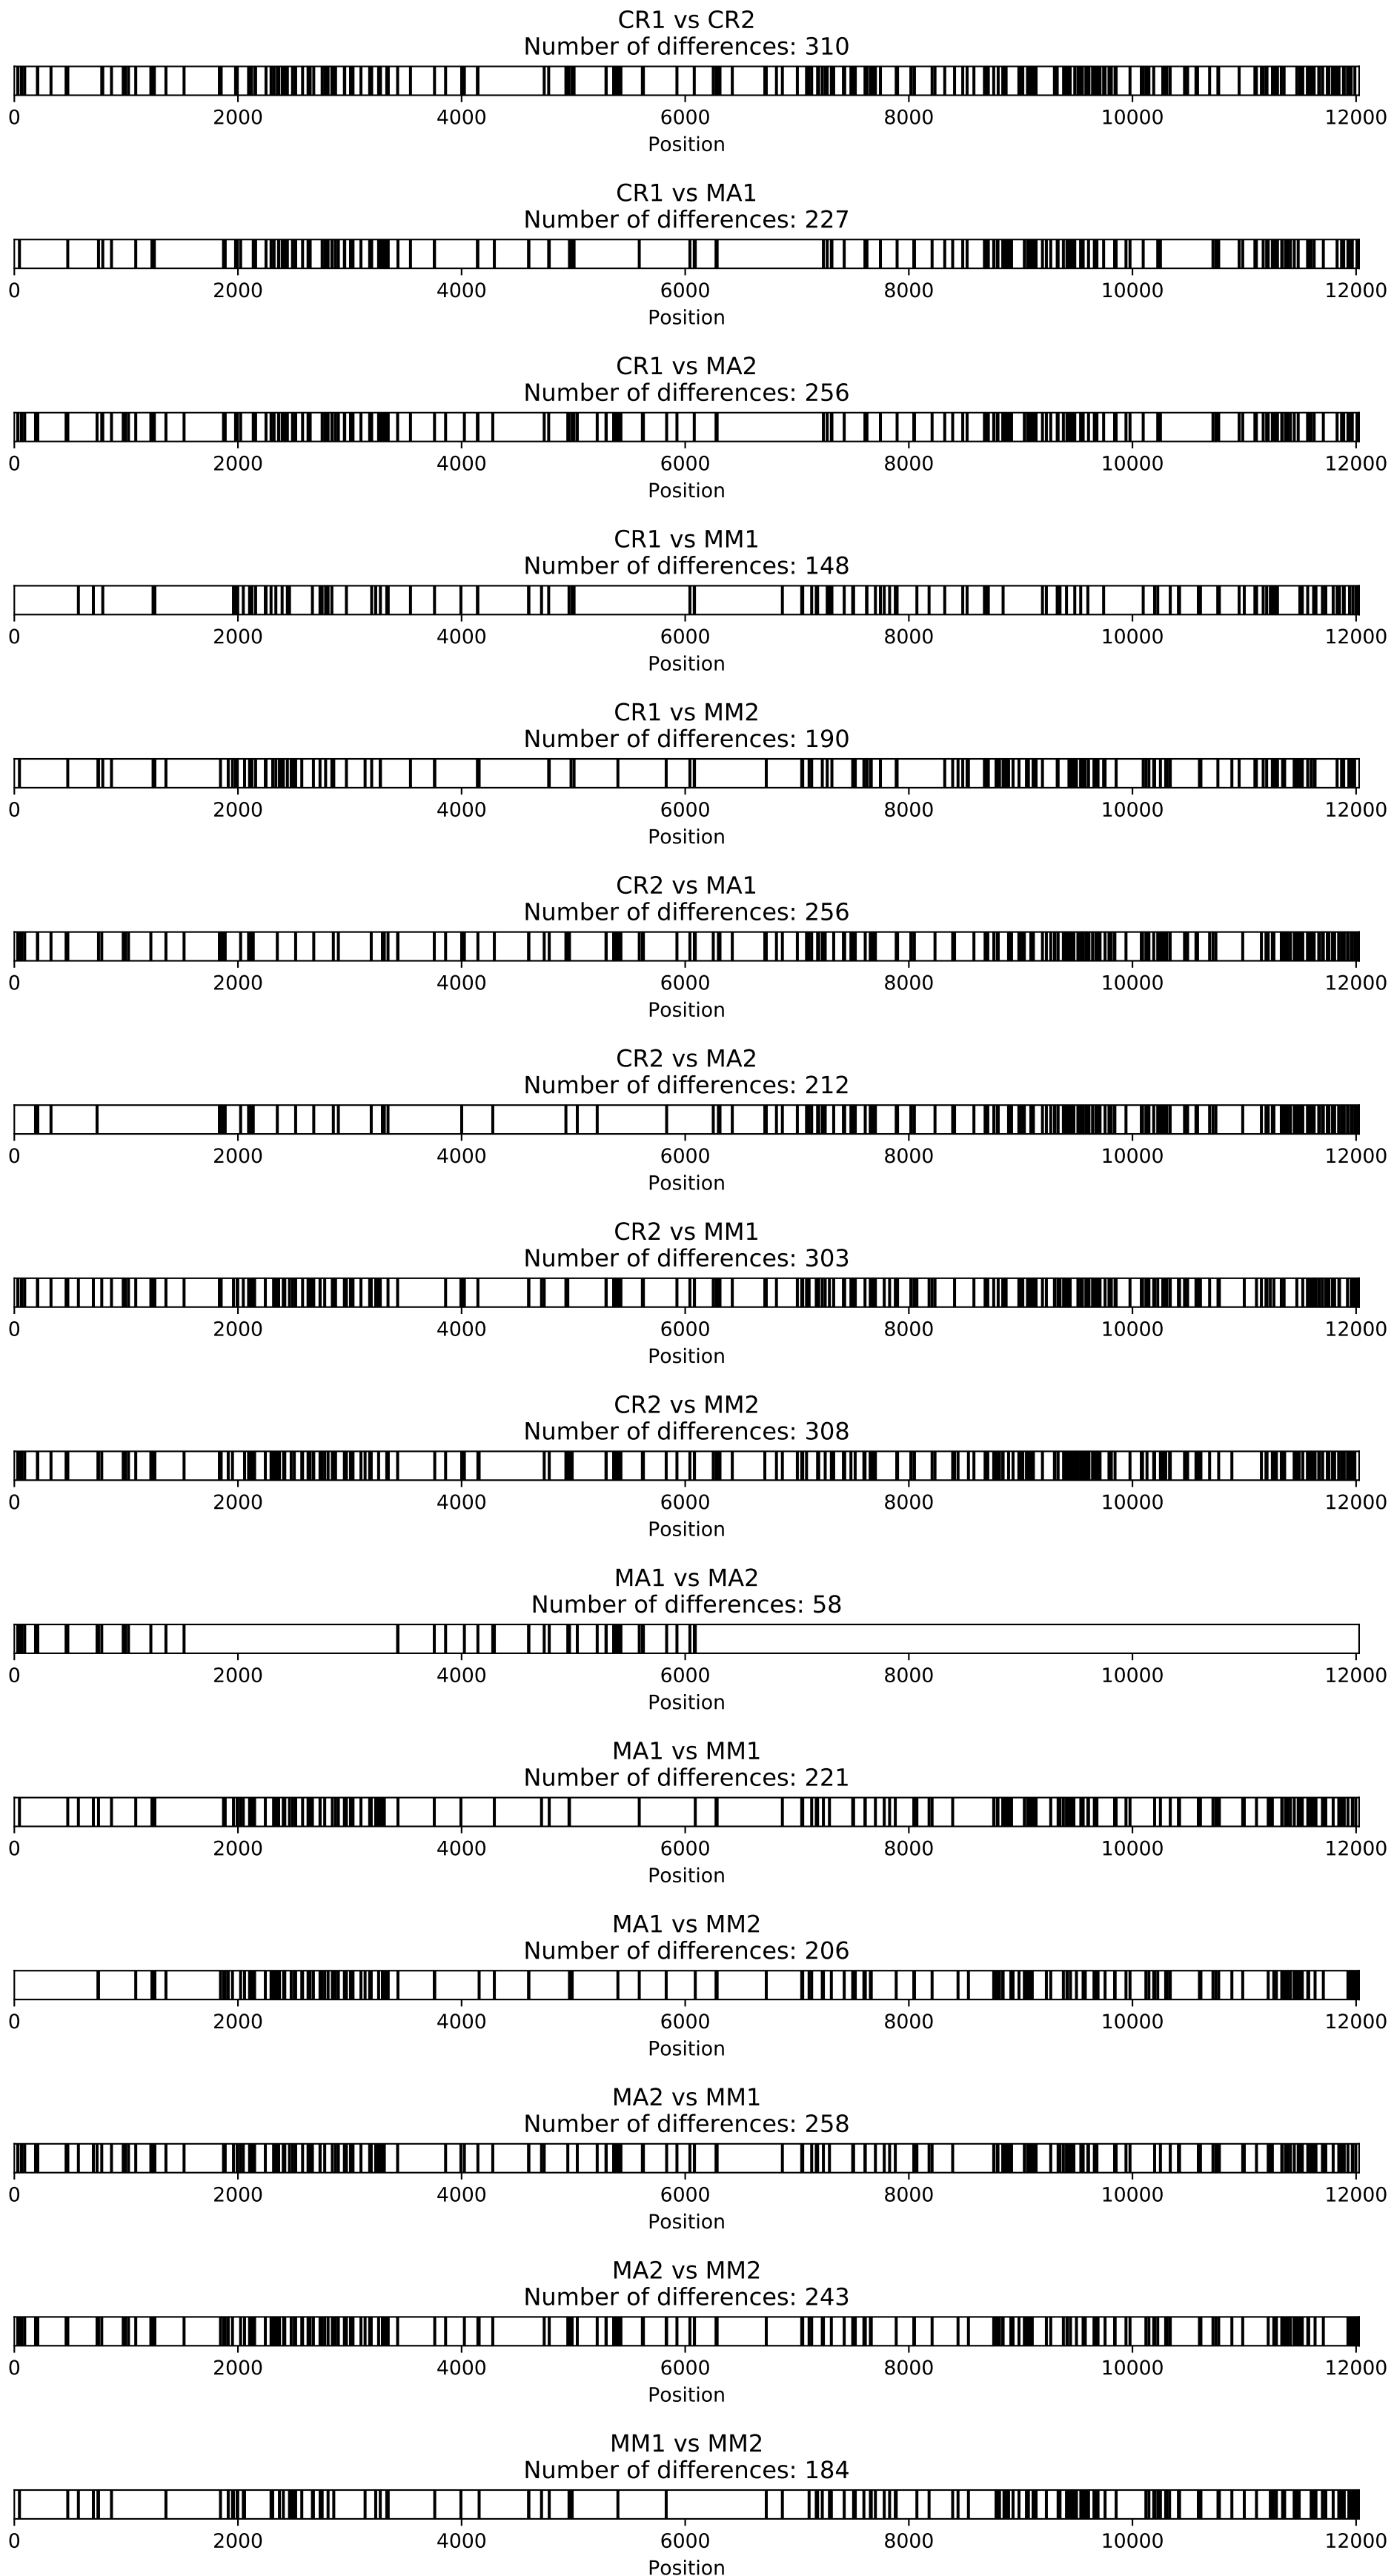 CR1 vs CR2
Number of differences: 310
0 2000 4000 6000 8000 10000 12000
Position
CR1 vs MA1
Number of differences: 227
0 2000 4000 6000 8000 10000 12000
Position
CR1 vs MA2
Number of differences: 256
0 2000 4000 6000 8000 10000 12000
Position
CR1 vs MM1
Number of differences: 148
0 2000 4000 6000 8000 10000 12000
Position
CR1 vs MM2
Number of differences: 190
0 2000 4000 6000 8000 10000 12000
Position
CR2 vs MA1
Number of differences: 256
0 2000 4000 6000 8000 10000 12000
Position
CR2 vs MA2
Number of differences: 212
0 2000 4000 6000 8000 10000 12000
Position
CR2 vs MM1
Number of differences: 303
0 2000 4000 6000 8000 10000 12000
Position
CR2 vs MM2
Number of differences: 308
0 2000 4000 6000 8000 10000 12000
Position
MA1 vs MA2
Number of differences: 58
0 2000 4000 6000 8000 10000 12000
Position
MA1 vs MM1
Number of differences: 221
0 2000 4000 6000 8000 10000 12000
Position
MA1 vs MM2
Number of differences: 206
0 2000 4000 6000 8000 10000 12000
Position
MA2 vs MM1
Number of differences: 258
0 2000 4000 6000 8000 10000 12000
Position
MA2 vs MM2
Number of differences: 243
0 2000 4000 6000 8000 10000 12000
Position
MM1 vs MM2
Number of differences: 184
0 2000 4000 6000 8000 10000 12000
Position